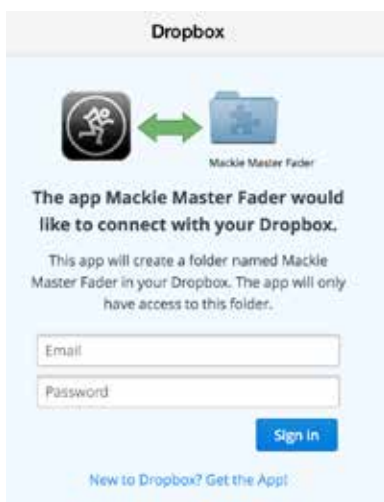 Dropbox
Mackie Master Fader
The app Mackie Master Fader would
like to connect with your Dropbox.
This app will create a folder named Mackie
Master Fader in your Dropbox. The app will only
have access to this folder.
Email
Password
Sign in
New to Dropbox? Get the App!